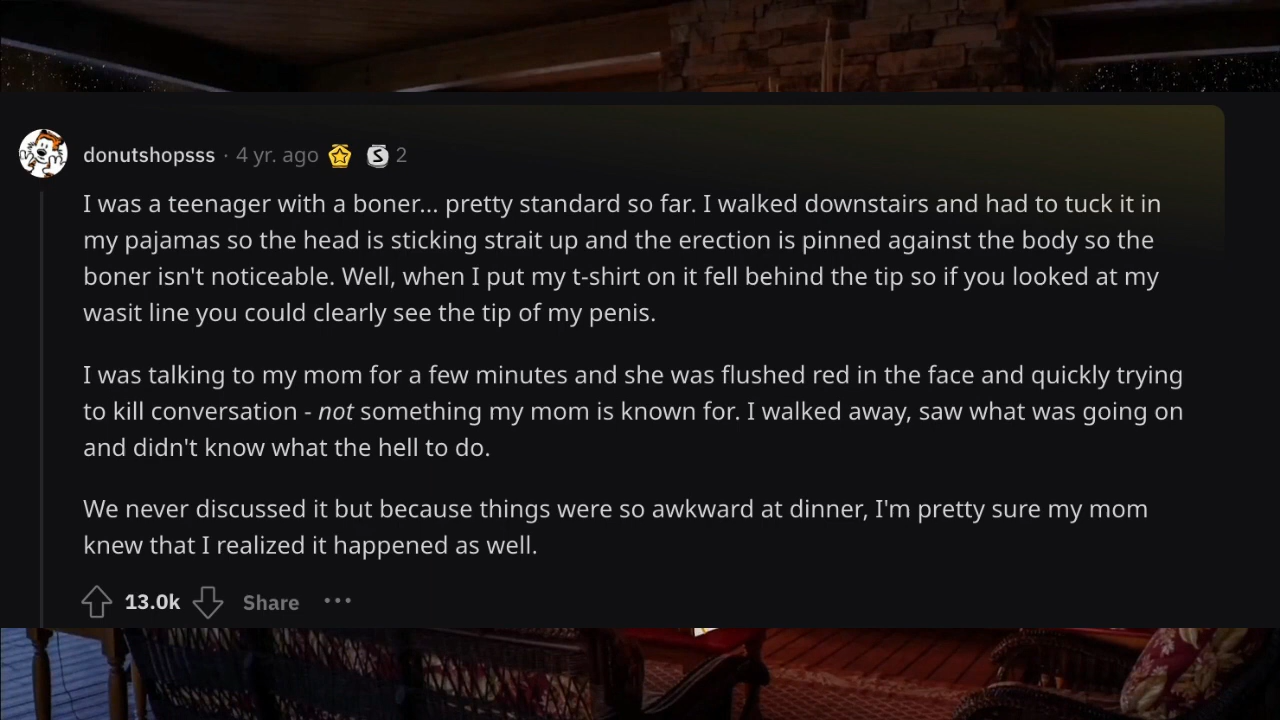 donutshopsss · 4 yr. ago 2
I was a teenager with a boner... pretty standard so far. I walked downstairs and had to tuck it in
my pajamas so the head is sticking strait up and the erection is pinned against the body so the
boner isn't noticeable. Well, when I put my t-shirt on it fell behind the tip so if you looked at my
wasit line you could clearly see the tip of my penis.
I was talking to my mom for a few minutes and she was flushed red in the face and quickly trying
to kill conversation - not something my mom is known for. I walked away, saw what was going on
and didn't know what the hell to do.
We never discussed it but because things were so awkward at dinner, I'm pretty sure my mom
knew that I realized it happened as well.
13.0k Share ...